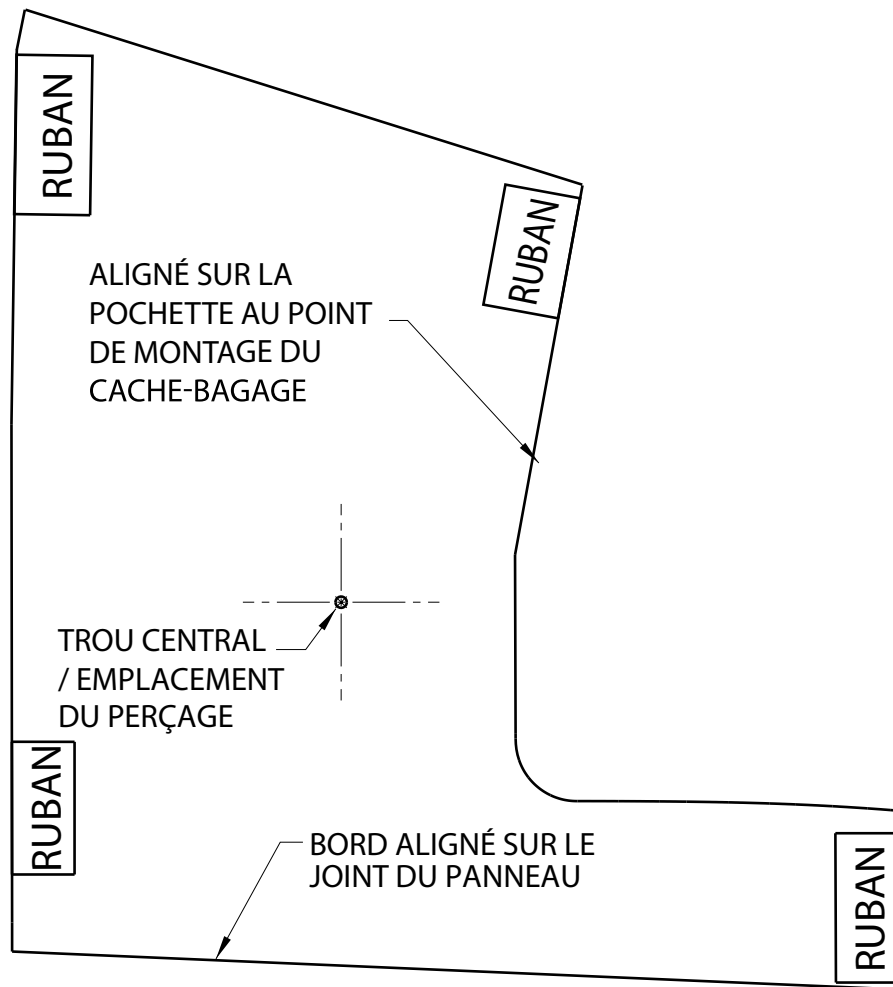 RUBAN
RUBAN
ALIGNÉ SUR LA
POCHETTE AU POINT
DE MONTAGE DU
CACHE-BAGAGE
TROU CENTRAL
/ EMPLACEMENT
DU PERÇAGE
RUBAN
BORD ALIGNÉ SUR LE
JOINT DU PANNEAU
RUBAN